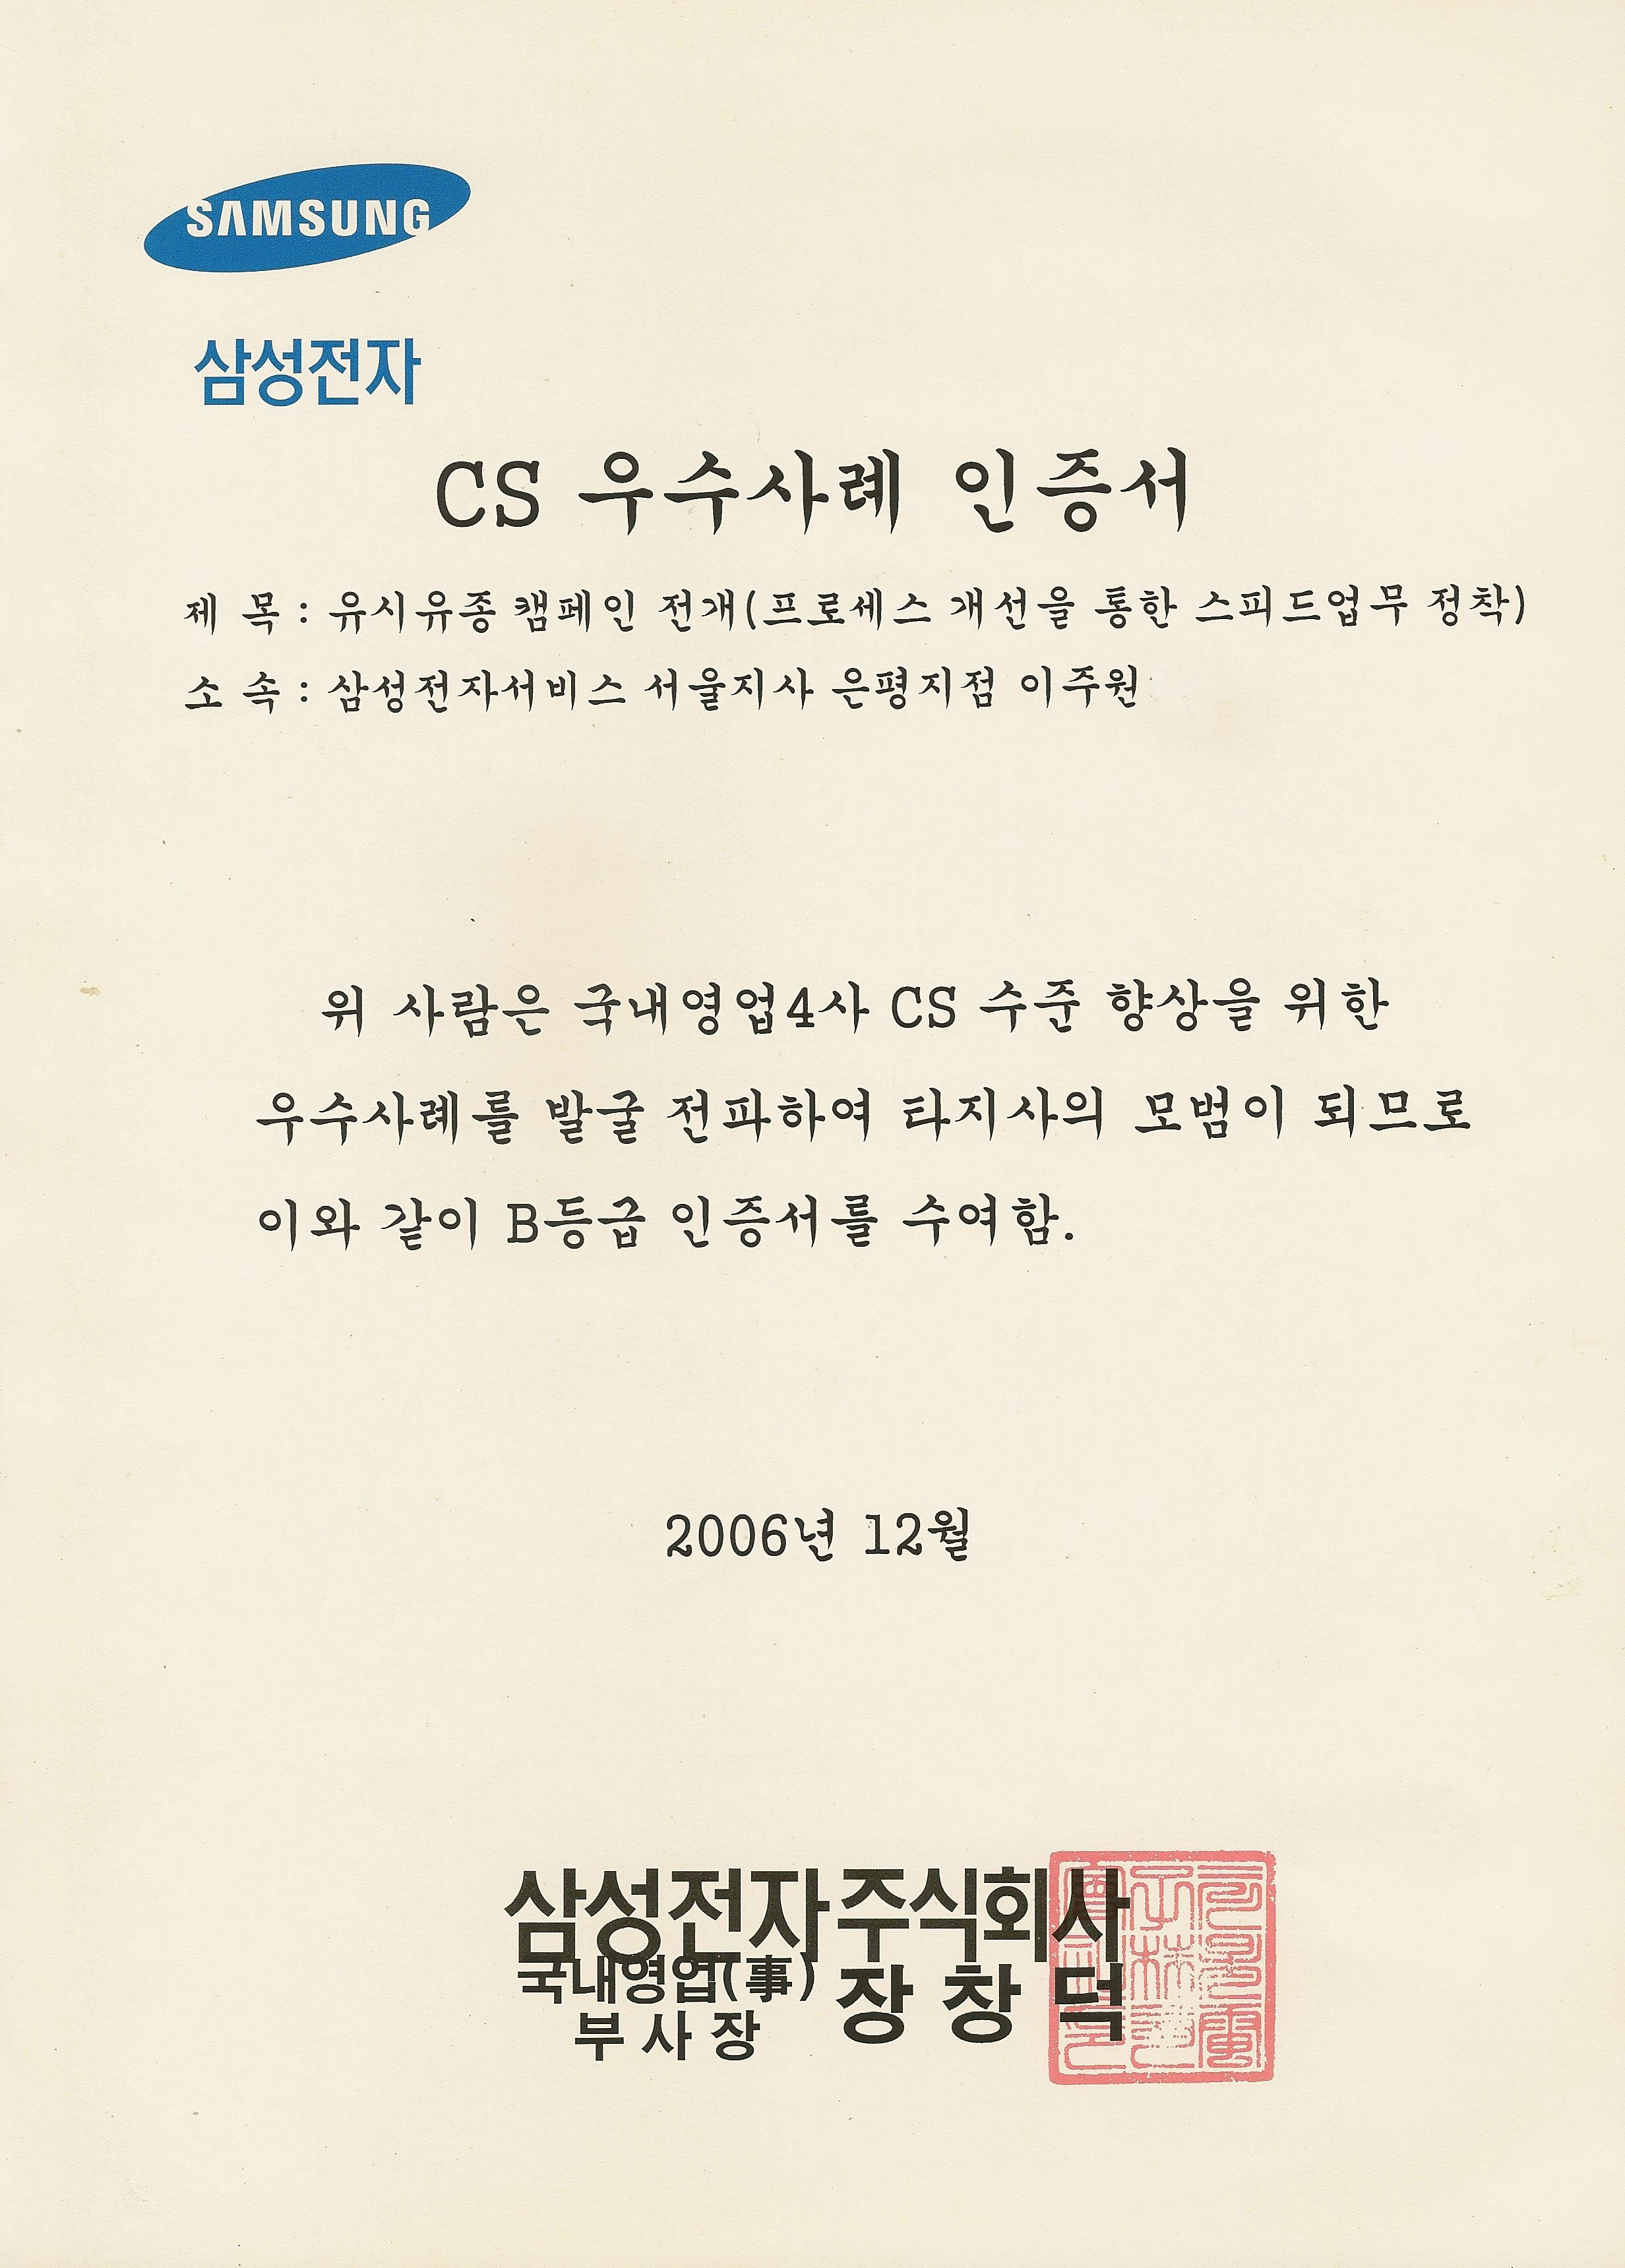 SAMSUNG
삼성전자
CS 우수사례 인증서
제 목 : 유시유종 캠페인 전개(프로세스 개선을 통한 스피드업무 정착)
소 속 : 삼성전자서비스 서울지사 은평지점 이주원
위 사람은 국내영업4사 CS 수준 향상을 위한
우수사례를 발굴 전파하여 타지사의 모범이 되므로
이와 같이 B등급 인증서를 수여함.
2006년 12월
삼성전자주식회사
국내영업(事)
부사장 장창덕